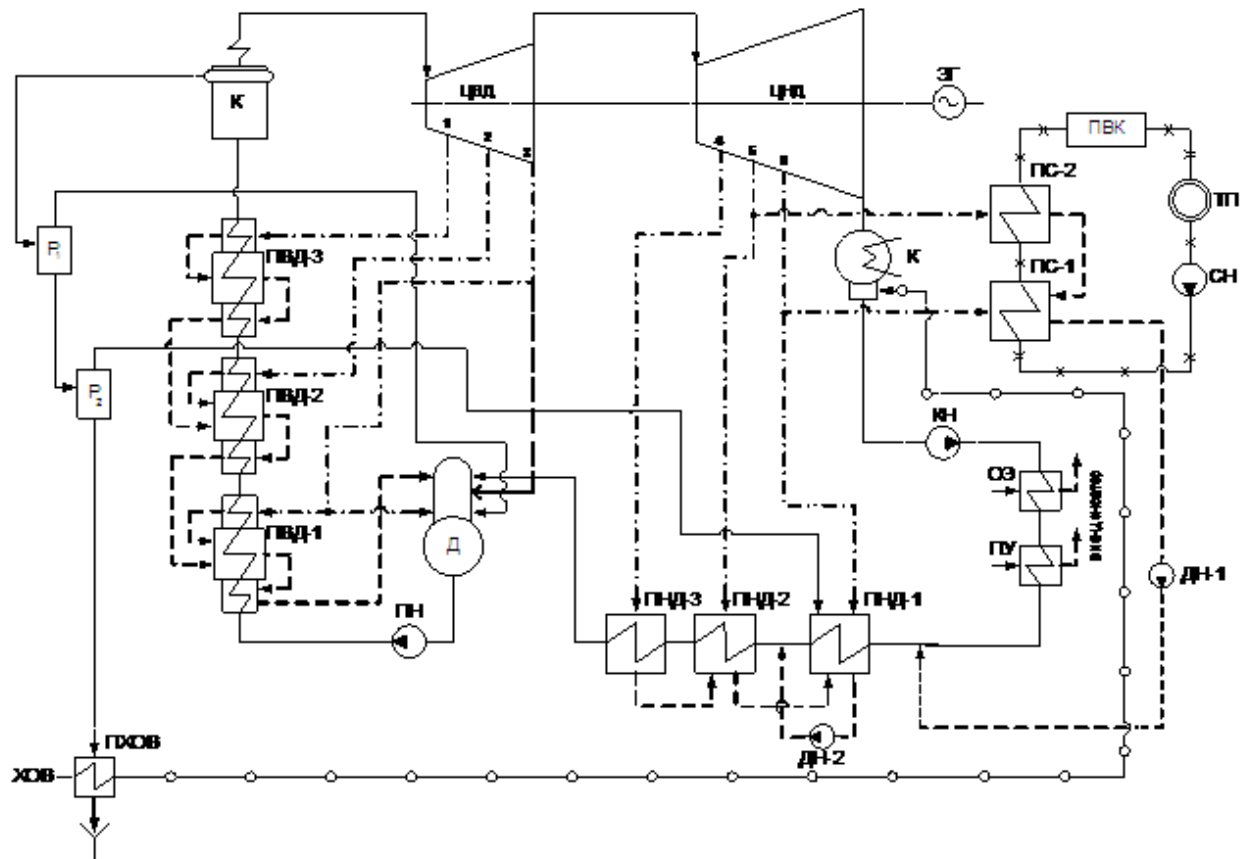 ЭГ
К
ЦВД
ЦНД
1
2
3
4
5
6
ПВК
ПС-2
ТП
Р1
К
ПВД-3
ПС-1
СН
Р2
ПВД-2
КН
ОЭ
ПВД-1
Д
ПУ
в конденсатор
ПН
ПНД-3
ПНД-2
ПНД-1
ДН-1
ПХОВ
ХОВ
ДН-2